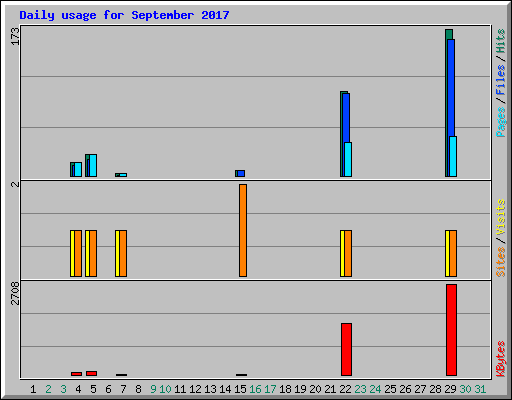 Daily usage for September 2017
173
Pages / Files / Hits
2
Sites / Visits
2708
KBytes
1 2 3 4 5 6 7 8 9 10 11 12 13 14 15 16 17 18 19 20 21 22 23 24 25 26 27 28 29 30 31